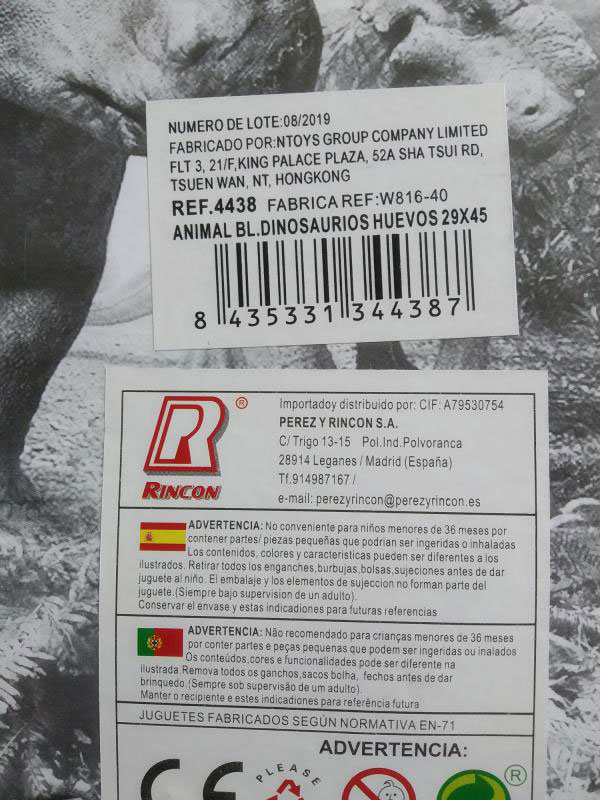 NUMERO DE LOTE:08/2019
FABRICADO POR:NTOYS GROUP COMPANY LIMITED
FLT 3, 21/F,KING PALACE PLAZA, 52A SHA TSUI RD,
TSUEN WAN, NT, HONGKONG
REF.4438 FABRICA REF:W816-40
ANIMAL BL.DINOSAURIOS HUEVOS 29X45
8 435331 344387
R ®
RINCON
Importadoy distribuido por: CIF: A79530754
PEREZ Y RINCON S.A.
C/ Trigo 13-15 Pol.Ind.Polvoranca
28914 Leganes / Madrid (España)
Tf.914987167 /
e-mail: perezyrincon@perezyrincon.es
ADVERTENCIA: No conveniente para niños menores de 36 meses por
contener partes/ piezas pequeñas que podrian ser ingeridas o inhaladas
Los contenidos, colores y caracteristicas pueden ser diferentes a los
ilustrados. Retirar todos los enganches,burbujas,bolsas,sujeciones antes de dar
juguete al niño. El embalaje y los elementos de sujeccion no forman parte del
juguete.(Siempre bajo supervision de un adulto).
Conservar el envase y estas indicaciones para futuras referencias
ADVERTENCIA: Não recomendado para crianças menores de 36 meses
por conter partes e peças pequenas que podem ser ingeridas ou inalados
Os conteúdos,cores e funcionalidades pode ser diferente na
ilustrada.Remova todos os ganchos,sacos bolha, fechos antes de dar
brinquedo.(Sempre sob supervisão de um adulto).
Manter o recipiente e estes indicaciones para referência futura
JUGUETES FABRICADOS SEGÚN NORMATIVA EN-71
ADVERTENCIA:
CE
PLEASE
®